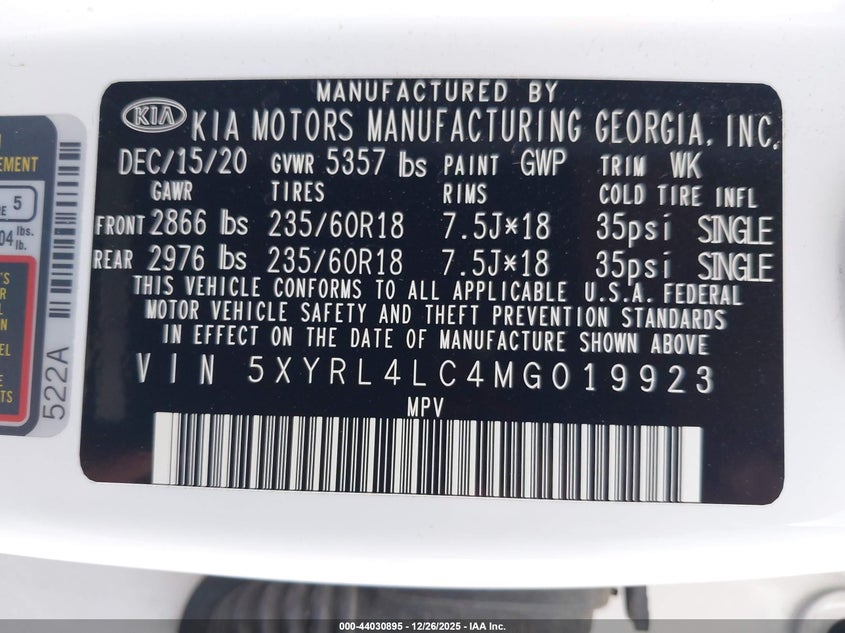 MANUFACTURED BY
KIA KIA MOTORS MANUFACTURING GEORGIA, INC.
DEC/15/20 GVWR 5357 lbs PAINT GWP TRIM WK
GAWR TIRES RIMS COLD TIRE INFL
FRONT 2866 lbs 235/60R18 7.5J*18 35psi SINGLE
REAR 2976 lbs 235/60R18 7.5J*18 35psi SINGLE
THIS VEHICLE CONFORMS TO ALL APPLICABLE U.S.A. FEDERAL
MOTOR VEHICLE SAFETY AND THEFT PREVENTION STANDARDS
IN EFFECT ON THE DATE OF MANUFACTURE SHOWN ABOVE
VIN 5XYRL4LC4MG019923
MPV
5
lbs.
lb.
522A
000-44030895 - 12/26/2025 - IAA Inc.